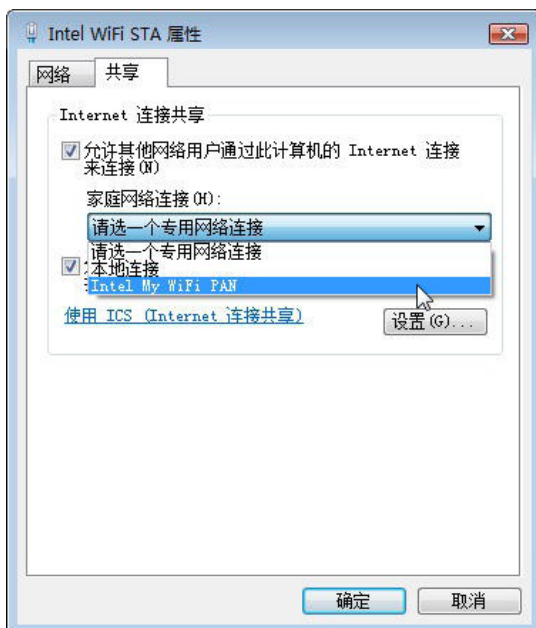 Intel WiFi STA 属性
网络
共享
Internet 连接共享
允许其他网络用户通过此计算机的 Internet 连接
来连接(N)
家庭网络连接(H):
请选一个专用网络连接
请选一个专用网络连接
本地连接
Intel My WiFi PAN
使用 ICS (Internet 连接共享)
设置(G)...
确定
取消